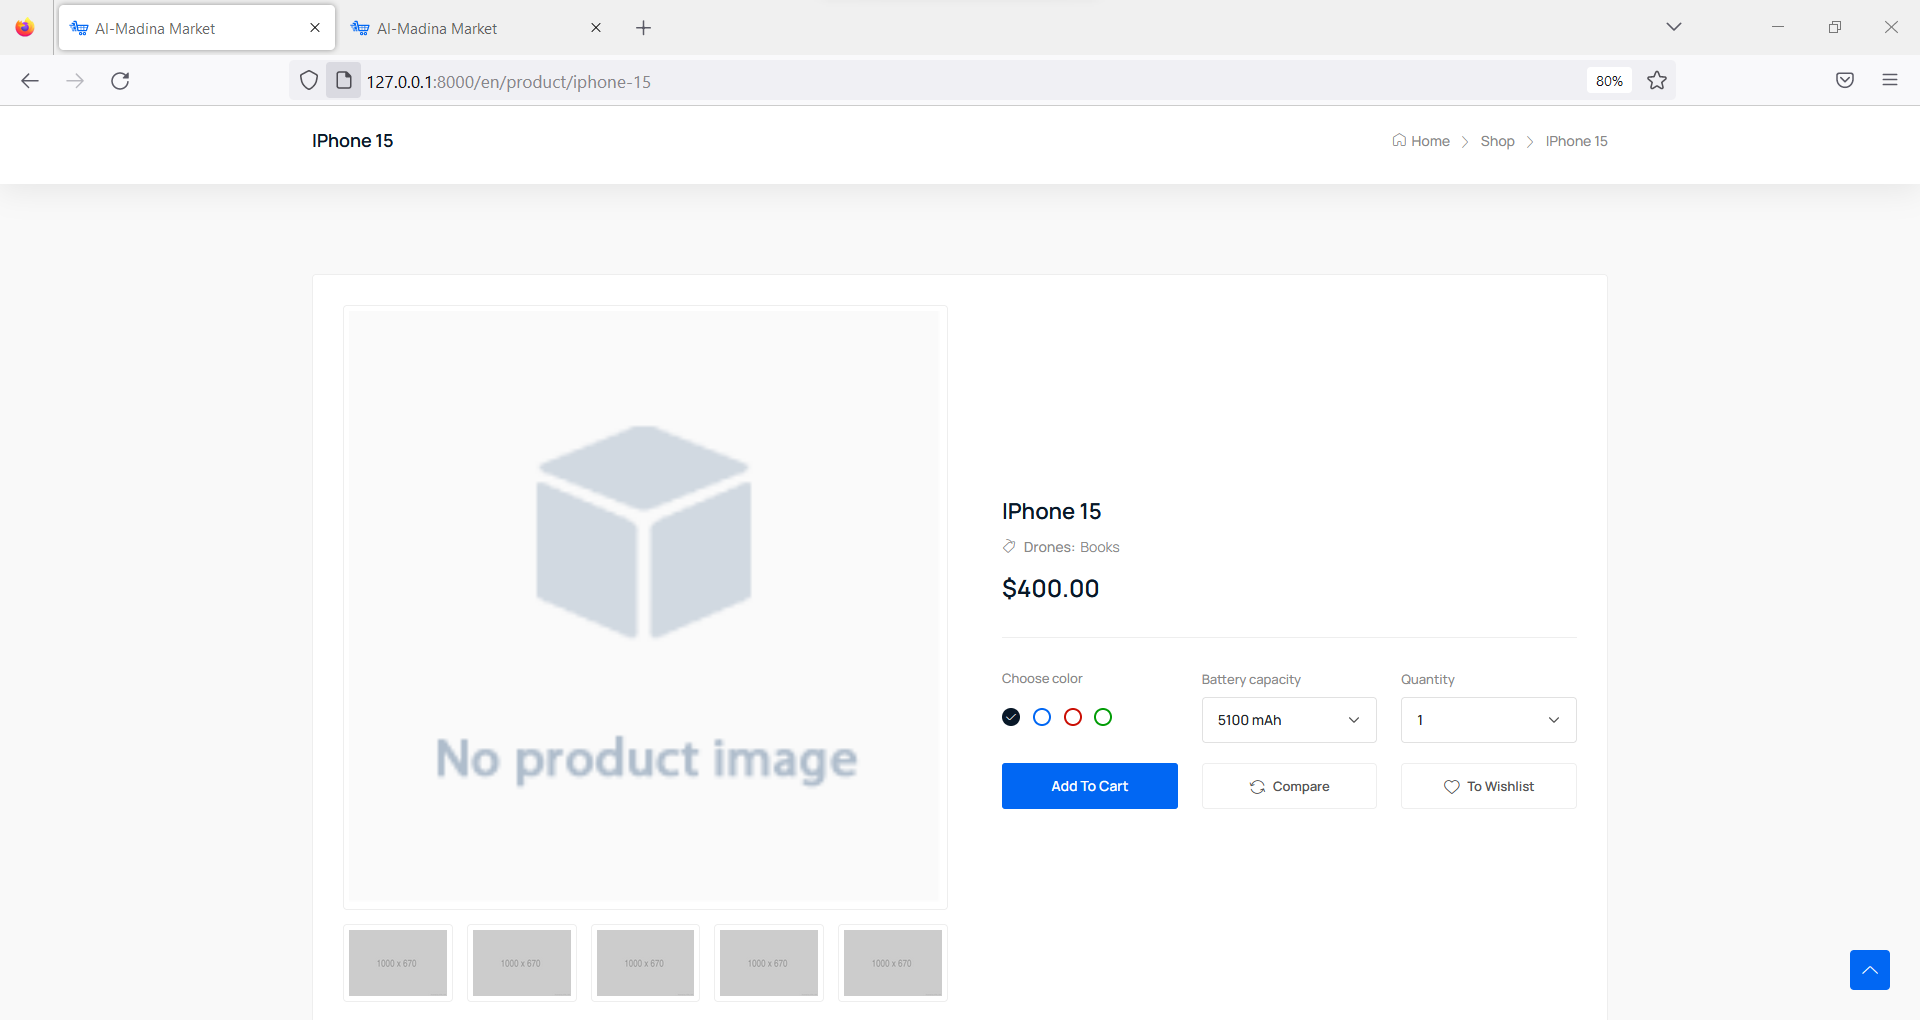 Al-Madina Market
Al-Madina Market
127.0.0.1:8000/en/product/iphone-15
80%
IPhone 15
Home
Shop
IPhone 15
No product image
IPhone 15
Drones: Books
$400.00
Choose color
Battery capacity
Quantity
5100 mAh
1
Add To Cart
Compare
To Wishlist
1000 x 670
1000 x 670
1000 x 670
1000 x 670
1000 x 670